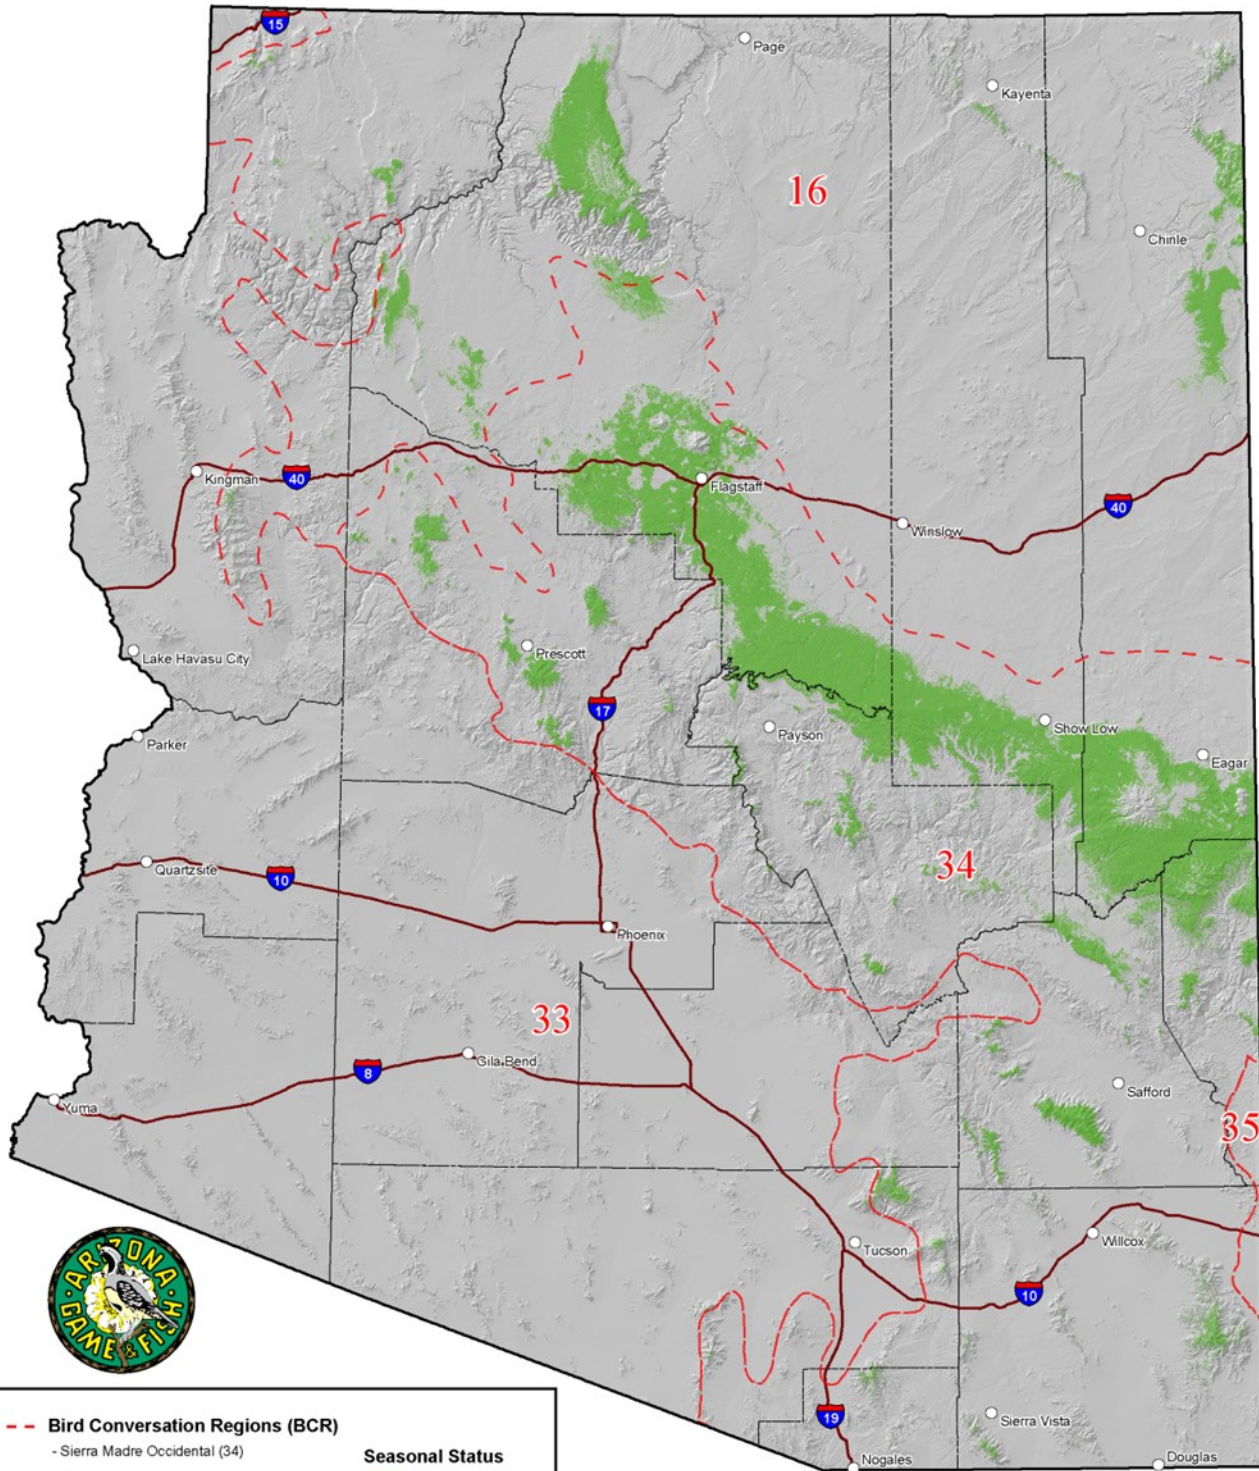 15
Page
Kayenta
16
Chinle
Kingman
40
Flagstaff
40
Winslow
Lake Havasu City
Prescott
17
Parker
Payson
Show Low
Eagar
Quartzsite
10
34
Phoenix
33
Gila Bend
8
Safford
Yuma
35
Tucson
Willcox
10
ARIZONA
GAME & FISH
Bird Conversation Regions (BCR)
- Sierra Madre Occidental (34)
Seasonal Status
19
Sierra Vista
Nogales
Douglas